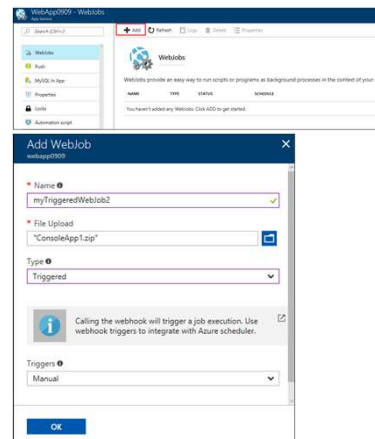 WebApp0909 - WebJobs
App Service
Search (Ctrl+/)
Add
Refresh
Logs
Delete
Properties
WebJobs
Push
MySQL In App
Properties
Locks
Automation script
WebJobs
WebJobs provide an easy way to run scripts or programs as background processes in the context of your
NAME
TYPE
STATUS
SCHEDULE
You haven't added any WebJobs. Click ADD to get started.
Add WebJob
webapp0909
* Name
myTriggeredWebJob2
* File Upload
"ConsoleApp1.zip"
Type
Triggered
Calling the webhook will trigger a job execution. Use
webhook triggers to integrate with Azure scheduler.
Triggers
Manual
OK